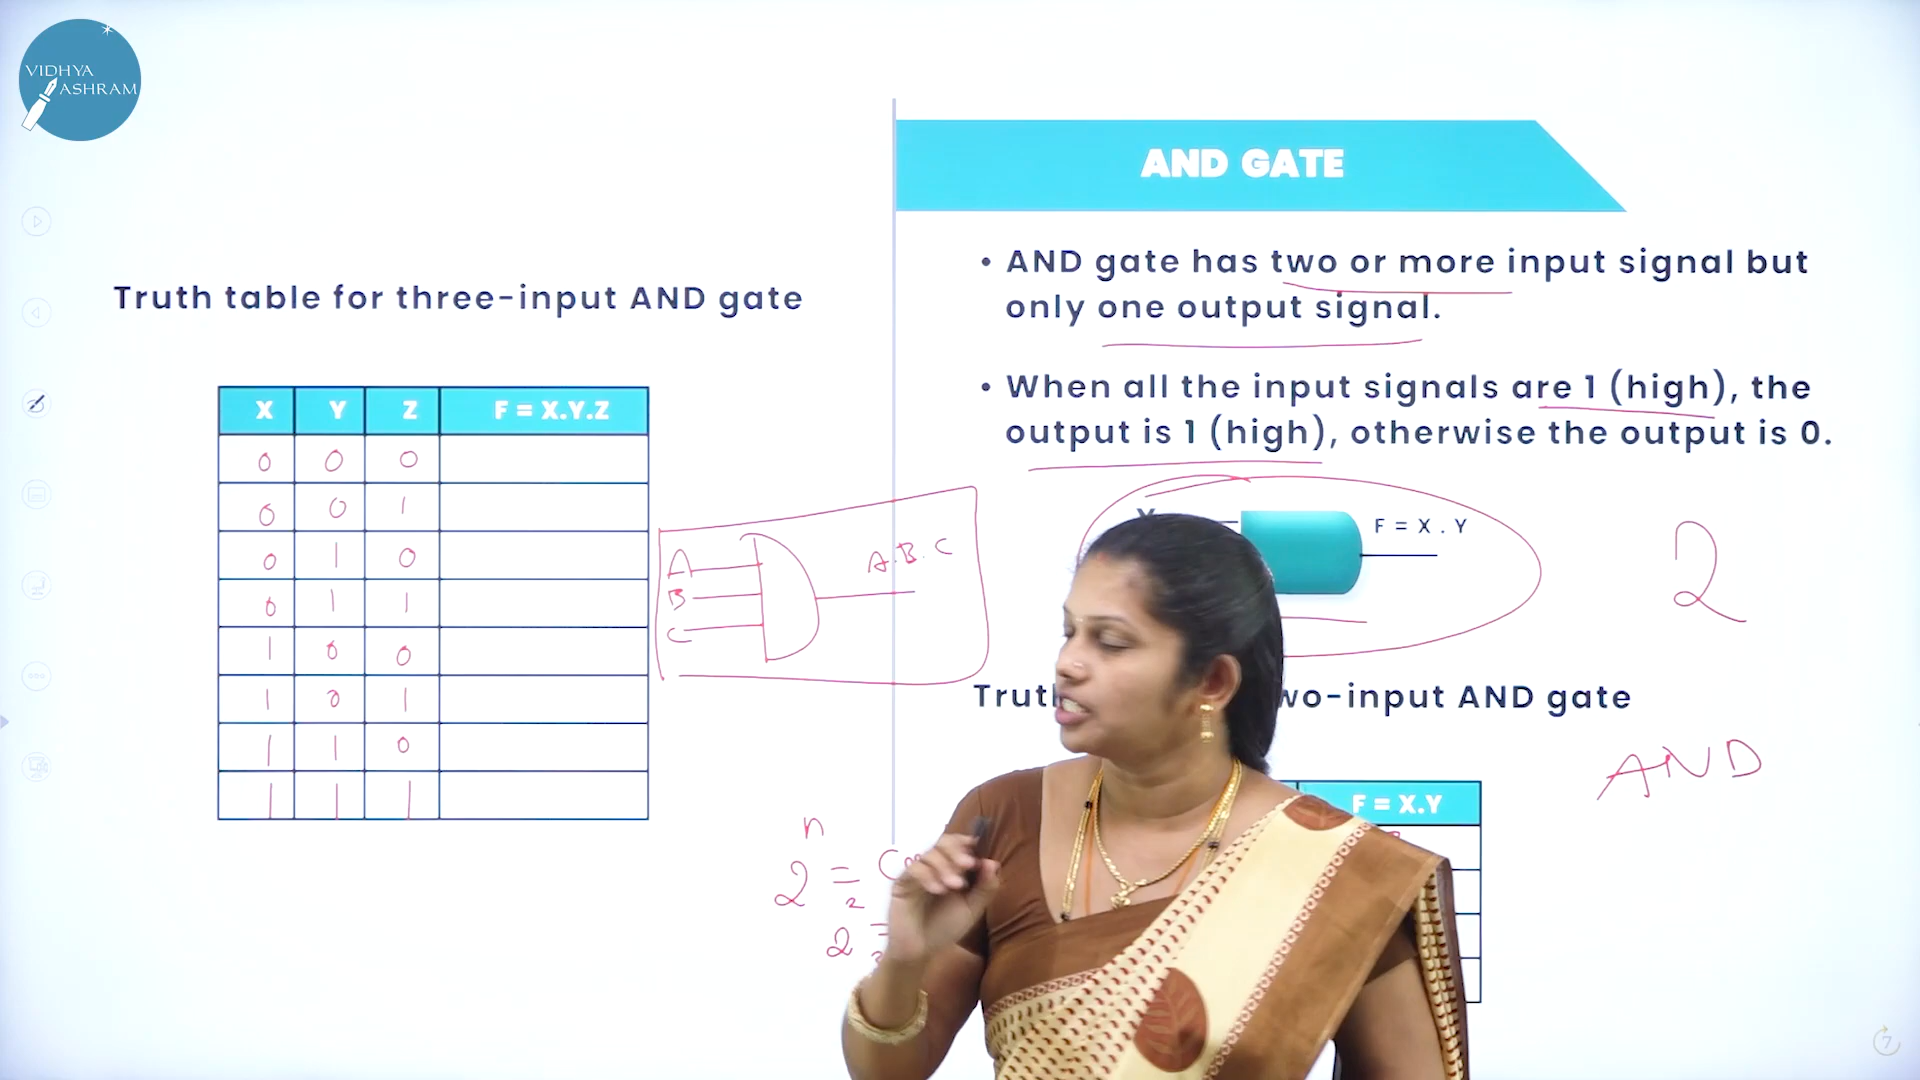 VIDHYA
ASHRAM
Truth table for three-input AND gate
X Y Z F = X.Y.Z
0 0 0
0 0 1
0 1 0
0 1 1
1 0 0
1 0 1
1 1 0
1 1 1
A
B
C
A.B.C
AND GATE
• AND gate has two or more input signal but
only one output signal.
• When all the input signals are 1 (high), the
output is 1 (high), otherwise the output is 0.
F = X . Y
2
wo-input AND gate
AND
F = X.Y
n
2 =
2
2 =
7